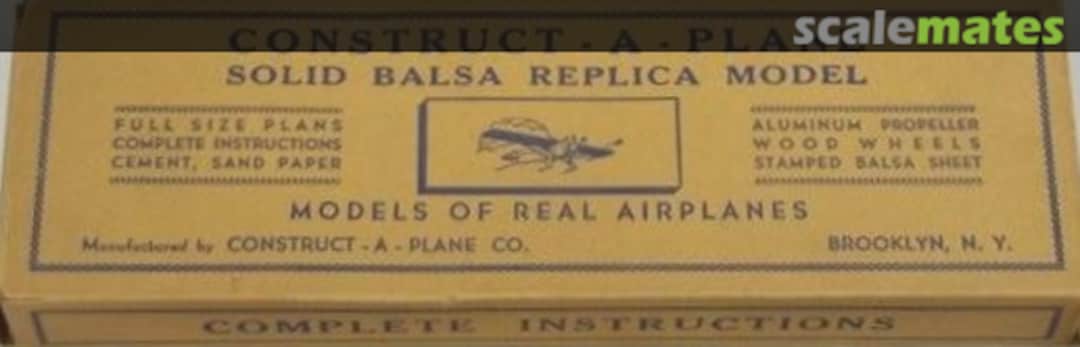 scalemates
CONSTRUCT - A - PLANE
SOLID BALSA REPLICA MODEL
FULL SIZE PLANS
COMPLETE INSTRUCTIONS
CEMENT, SAND PAPER
ALUMINUM PROPELLER
WOOD WHEELS
STAMPED BALSA SHEET
MODELS OF REAL AIRPLANES
Manufactured by CONSTRUCT - A - PLANE CO.
BROOKLYN, N. Y.
COMPLETE INSTRUCTIONS